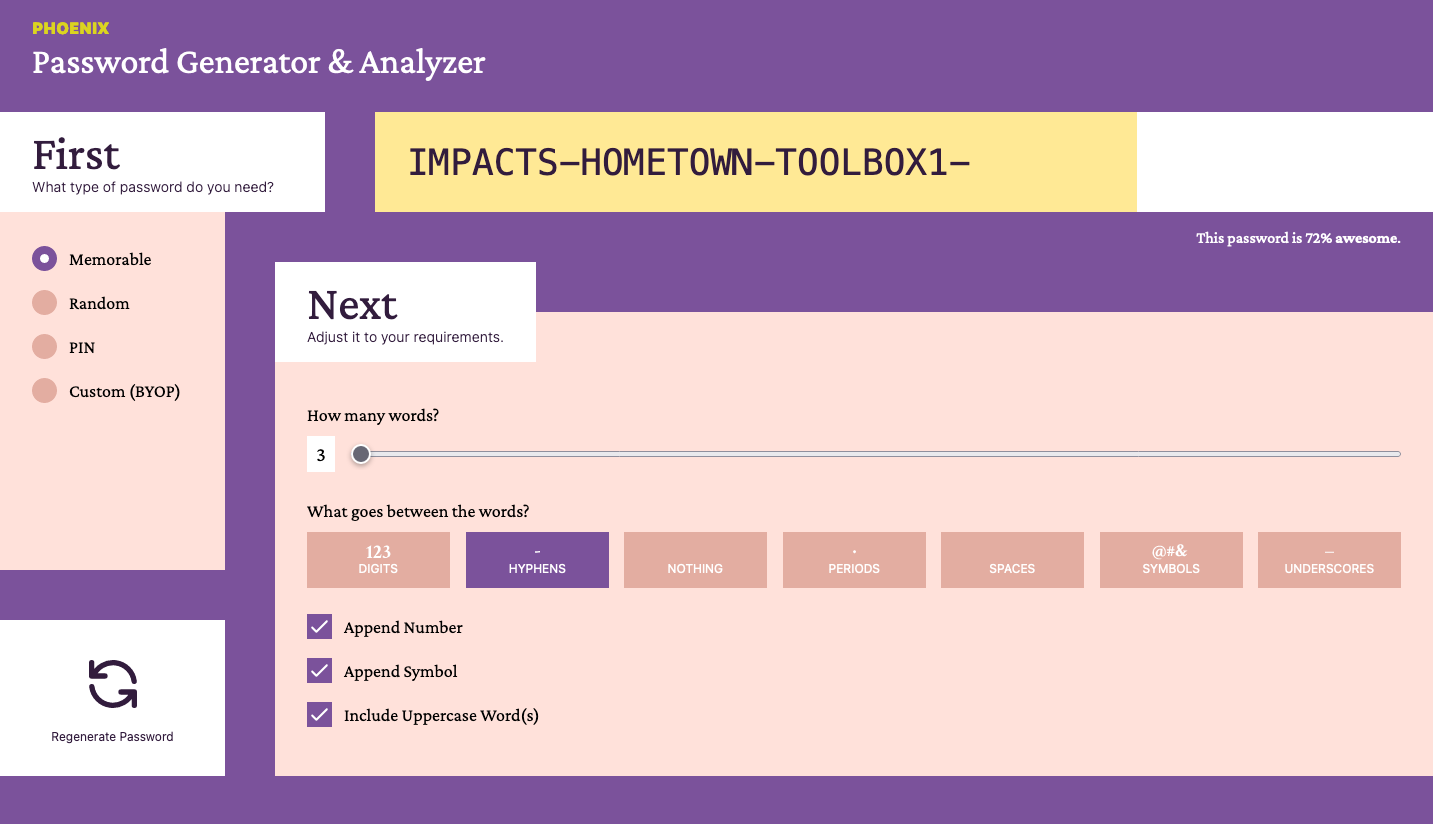 PHOENIX
Password Generator & Analyzer
First
What type of password do you need?
IMPACTS-HOMETOWN-TOOLBOX1-
This password is 72% awesome.
Memorable
Random
PIN
Custom (BYOP)
Next
Adjust it to your requirements.
How many words?
3
What goes between the words?
123
DIGITS
-
HYPHENS
NOTHING
.
PERIODS
SPACES
@#&
SYMBOLS
_
UNDERSCORES
Append Number
Append Symbol
Include Uppercase Word(s)
Regenerate Password